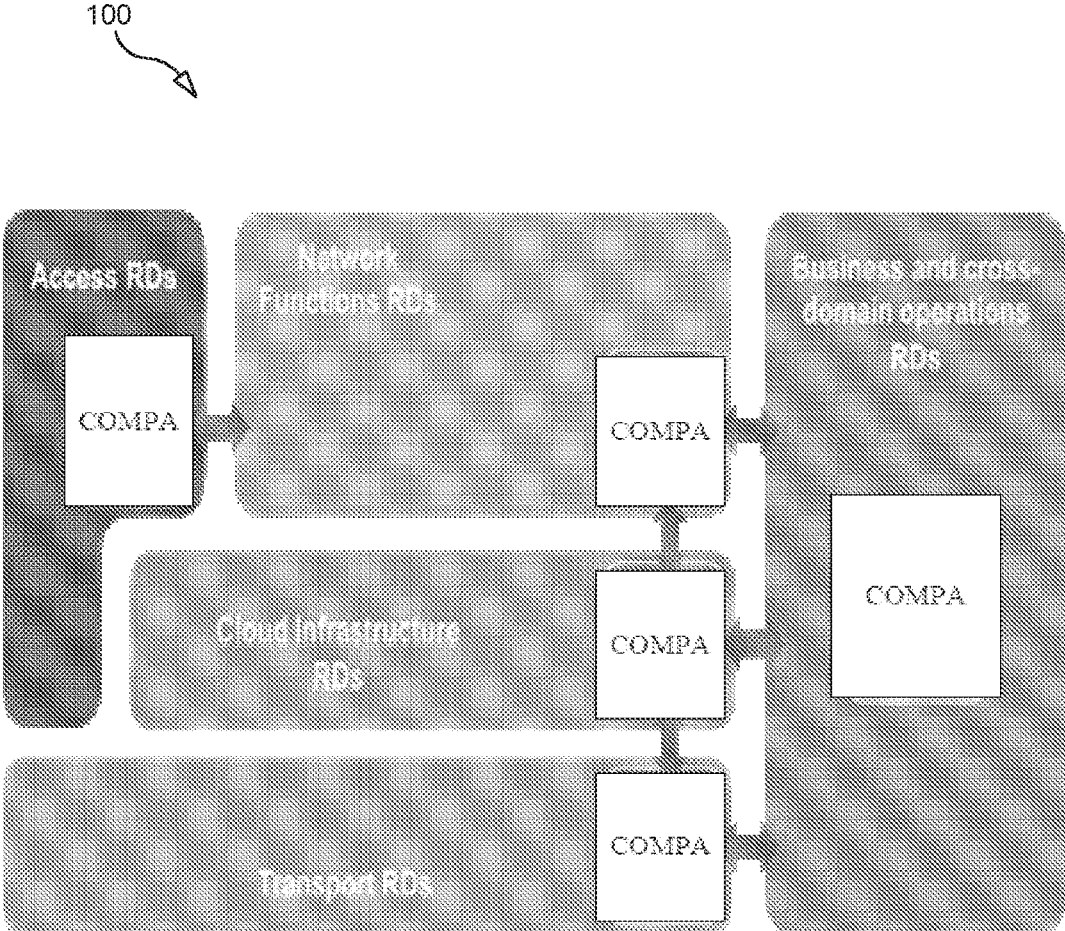 100
Access RDs
COMPA
Network
Functions RDs
COMPA
Business and cross-
domain operations
RDs
COMPA
Cloud Infrastructure
RDs
COMPA
Transport RDs
COMPA